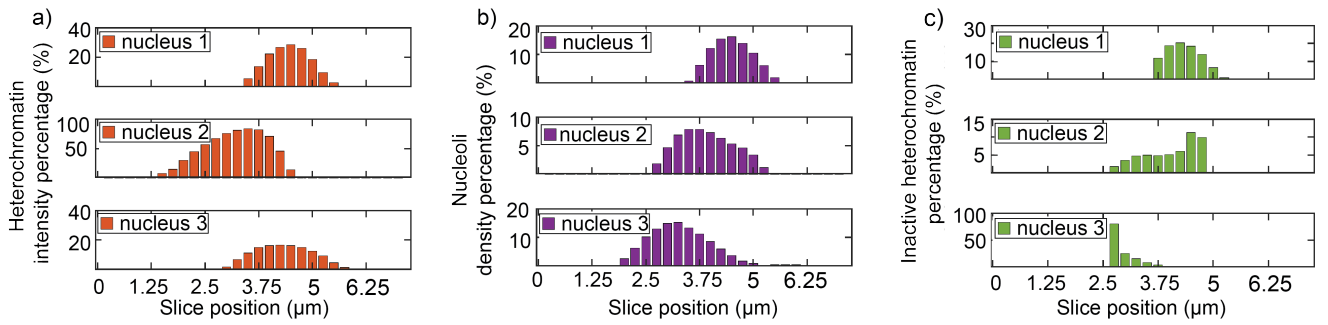 a)
Heterochromatin
intensity percentage (%)
40
20
nucleus 1
100
50
nucleus 2
40
20
nucleus 3
0 1.25 2.5 3.75 5 6.25
Slice position (μm)
b)
Nucleoli
density percentage (%)
20
10
nucleus 1
10
5
nucleus 2
20
10
nucleus 3
0 1.25 2.5 3.75 5 6.25
Slice position (μm)
c)
Inactive heterochromatin
percentage (%)
30
10
nucleus 1
15
5
nucleus 2
100
50
nucleus 3
0 1.25 2.5 3.75 5 6.25
Slice position (μm)